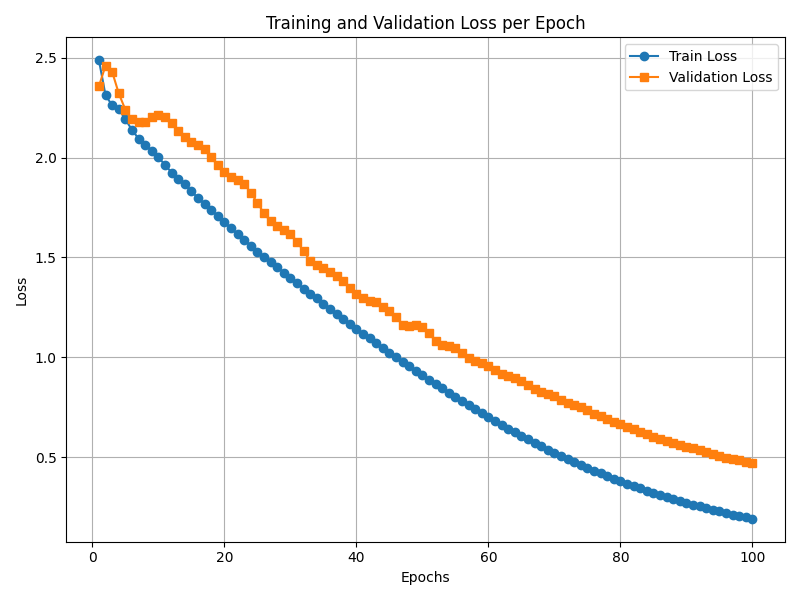 Training and Validation Loss per Epoch
Train Loss
Validation Loss
2.5
2.0
1.5
1.0
0.5
Loss
0 20 40 60 80 100
Epochs